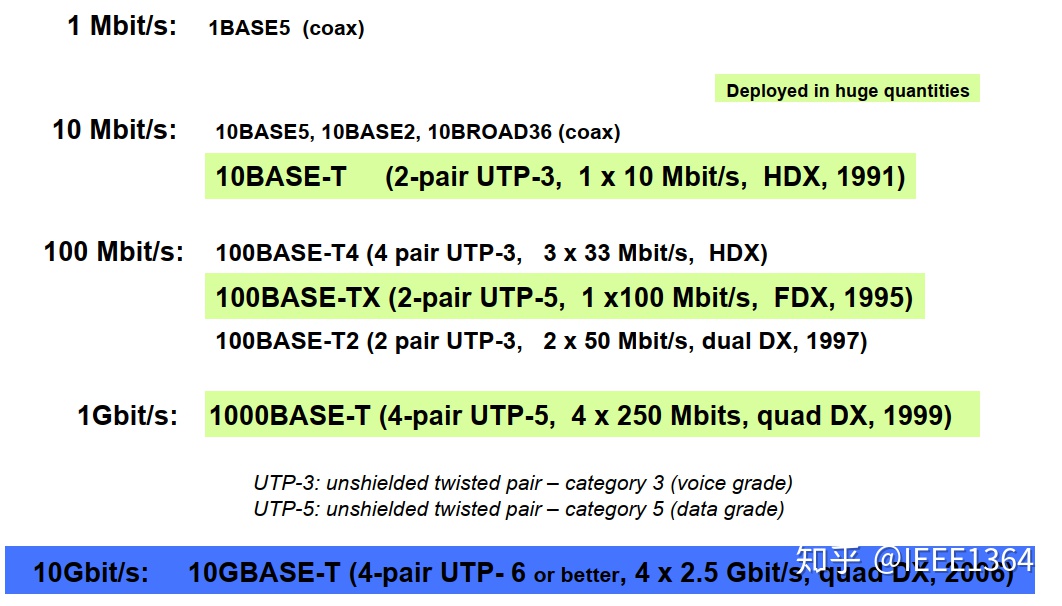 1 Mbit/s: 1BASE5 (coax)
Deployed in huge quantities
10 Mbit/s: 10BASE5, 10BASE2, 10BROAD36 (coax)
10BASE-T (2-pair UTP-3, 1 x 10 Mbit/s, HDX, 1991)
100 Mbit/s: 100BASE-T4 (4 pair UTP-3, 3 x 33 Mbit/s, HDX)
100BASE-TX (2-pair UTP-5, 1 x100 Mbit/s, FDX, 1995)
100BASE-T2 (2 pair UTP-3, 2 x 50 Mbit/s, dual DX, 1997)
1Gbit/s: 1000BASE-T (4-pair UTP-5, 4 x 250 Mbits, quad DX, 1999)
UTP-3: unshielded twisted pair – category 3 (voice grade)
UTP-5: unshielded twisted pair – category 5 (data grade)
知乎 @IEEE1364
10Gbit/s: 10GBASE-T (4-pair UTP- 6 or better, 4 x 2.5 Gbit/s, quad DX, 2006)